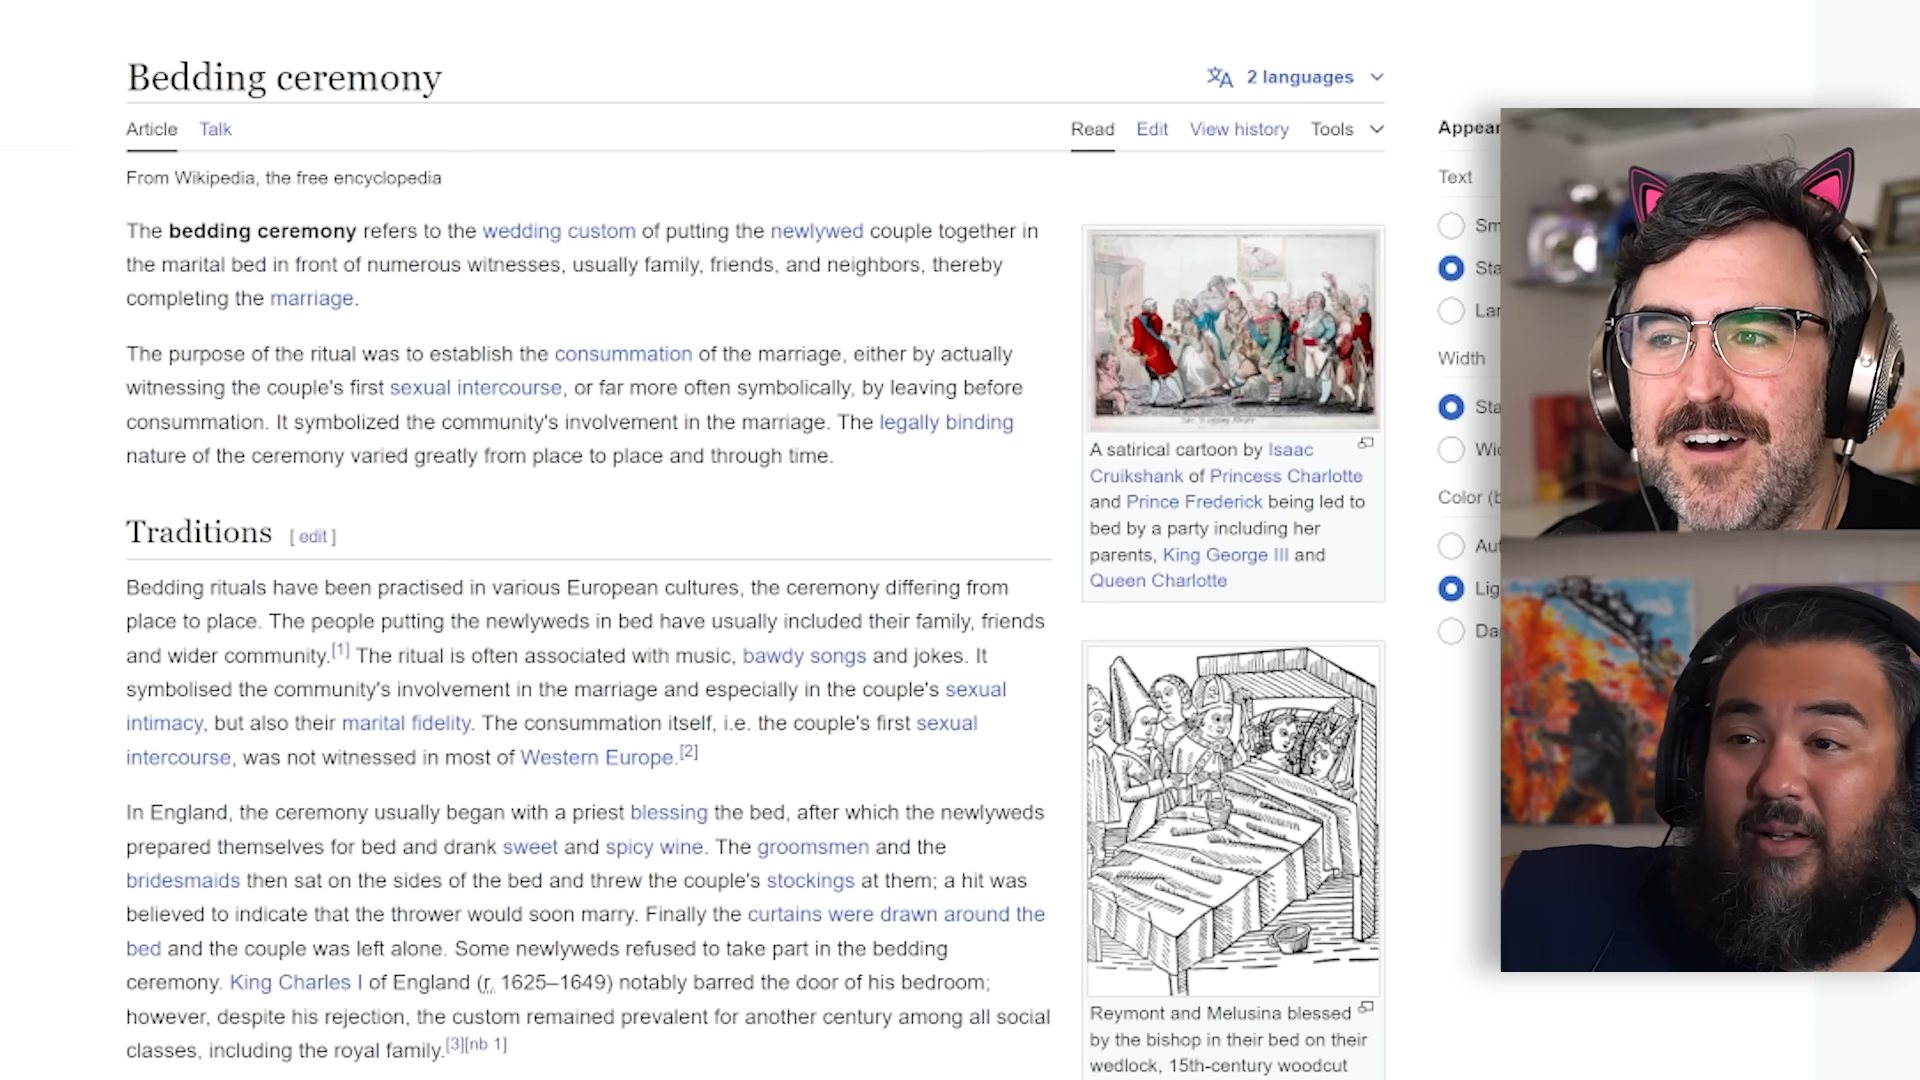 Bedding ceremony
2 languages
Article Talk
Read Edit View history Tools
From Wikipedia, the free encyclopedia
The bedding ceremony refers to the wedding custom of putting the newlywed couple together in
the marital bed in front of numerous witnesses, usually family, friends, and neighbors, thereby
completing the marriage.
The purpose of the ritual was to establish the consummation of the marriage, either by actually
witnessing the couple's first sexual intercourse, or far more often symbolically, by leaving before
consummation. It symbolized the community's involvement in the marriage. The legally binding
nature of the ceremony varied greatly from place to place and through time.
Traditions [ edit ]
Bedding rituals have been practised in various European cultures, the ceremony differing from
place to place. The people putting the newlyweds in bed have usually included their family, friends
and wider community.[1] The ritual is often associated with music, bawdy songs and jokes. It
symbolised the community's involvement in the marriage and especially in the couple's sexual
intimacy, but also their marital fidelity. The consummation itself, i.e. the couple's first sexual
intercourse, was not witnessed in most of Western Europe.[2]
In England, the ceremony usually began with a priest blessing the bed, after which the newlyweds
prepared themselves for bed and drank sweet and spicy wine. The groomsmen and the
bridesmaids then sat on the sides of the bed and threw the couple's stockings at them; a hit was
believed to indicate that the thrower would soon marry. Finally the curtains were drawn around the
bed and the couple was left alone. Some newlyweds refused to take part in the bedding
ceremony. King Charles I of England (r. 1625–1649) notably barred the door of his bedroom;
however, despite his rejection, the custom remained prevalent for another century among all social
classes, including the royal family.[3][nb 1]
A satirical cartoon by Isaac
Cruikshank of Princess Charlotte
and Prince Frederick being led to
bed by a party including her
parents, King George III and
Queen Charlotte
Reymont and Melusina blessed
by the bishop in their bed on their
wedlock, 15th-century woodcut
Appear
Text
Sm
Sta
Lar
Width
Sta
Wid
Color (b
Aut
Lig
Da